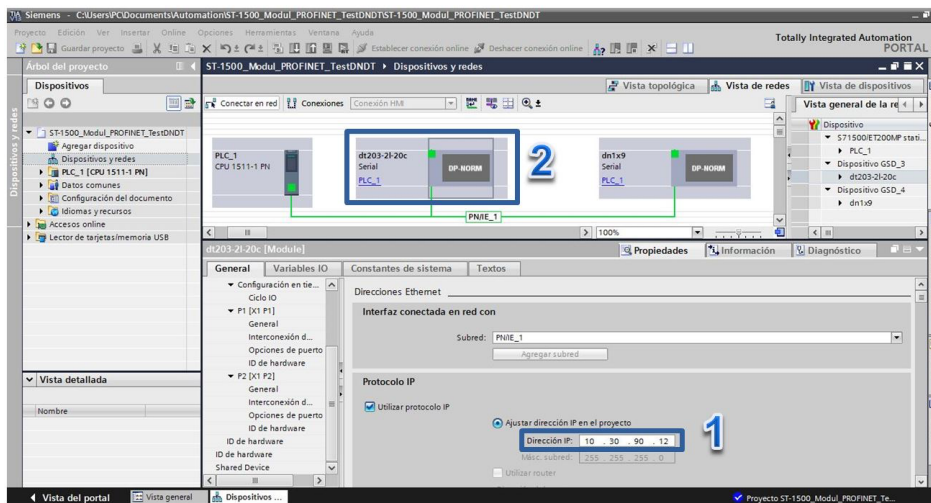 Siemens - C:\Users\PC\Documents\Automation\ST-1500_Modul_PROFINET_TestDNDT\ST-1500_Modul_PROFINET_TestDNDT
Proyecto Edición Ver Insertar Online Opciones Herramientas Ventana Ayuda
Totally Integrated Automation
PORTAL
Guardar proyecto
Establecer conexión online
Deshacer conexión online
Árbol del proyecto
ST-1500_Modul_PROFINET_TestDNDT
Dispositivos y redes
Dispositivos
Vista topológica
Vista de redes
Vista de dispositivos
Conectar en red
Conexiones
Conexión HMI
Vista general de la re
Dispositivos y redes
ST-1500_Modul_PROFINET_TestDNDT
Agregar dispositivo
Dispositivos y redes
PLC_1 [CPU 1511-1 PN]
Datos comunes
Configuración del documento
Idiomas y recursos
Accesos online
Lector de tarjetas/memoria USB
PLC_1
CPU 1511-1 PN
dt203-2l-20c
Serial
PLC_1
DP-NORM
2
dn1x9
Serial
PLC_1
DP-NORM
PN/IE_1
Dispositivo
S71500/ET200MP stati...
PLC_1
Dispositivo GSD_3
dt203-2l-20c
Dispositivo GSD_4
dn1x9
100%
dt203-2l-20c [Module]
Propiedades
Información
Diagnóstico
General
Variables IO
Constantes de sistema
Textos
Configuración en tie...
Ciclo IO
P1 [X1 P1]
General
Interconexión d...
Opciones de puerto
ID de hardware
P2 [X1 P2]
General
Interconexión d...
Opciones de puerto
ID de hardware
ID de hardware
ID de hardware
Shared Device
Direcciones Ethernet
Interfaz conectada en red con
Subred: PN/IE_1
Agregar subred
Protocolo IP
Utilizar protocolo IP
Ajustar dirección IP en el proyecto
Dirección IP: 10 . 30 . 90 . 12
1
Másc. subred: 255 . 255 . 255 . 0
Utilizar router
Vista detallada
Nombre
Vista del portal
Vista general
Dispositivos ...
Proyecto ST-1500_Modul_PROFINET_Te...